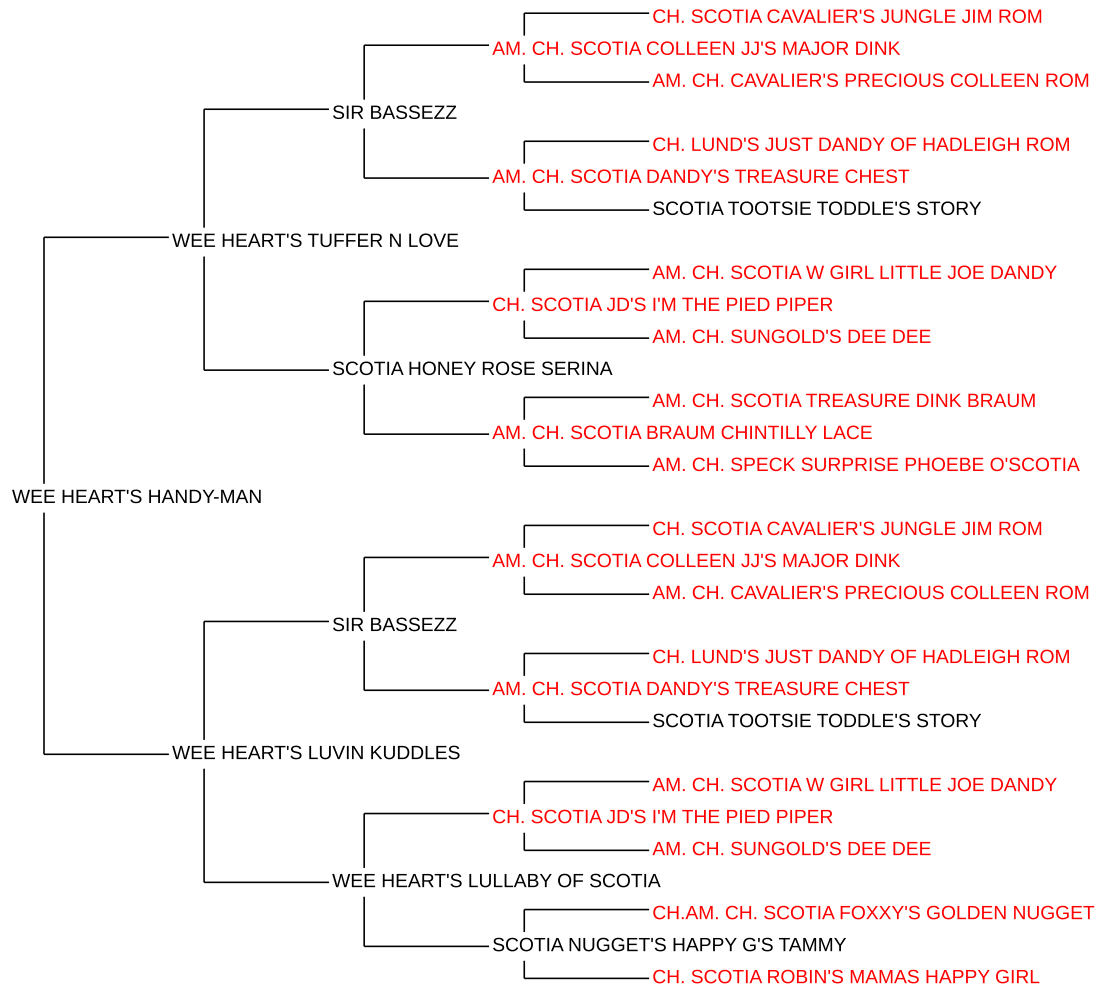 CH. SCOTIA CAVALIER'S JUNGLE JIM ROM
AM. CH. SCOTIA COLLEEN JJ'S MAJOR DINK
AM. CH. CAVALIER'S PRECIOUS COLLEEN ROM
SIR BASSEZZ
CH. LUND'S JUST DANDY OF HADLEIGH ROM
AM. CH. SCOTIA DANDY'S TREASURE CHEST
SCOTIA TOOTSIE TODDLE'S STORY
WEE HEART'S TUFFER N LOVE
AM. CH. SCOTIA W GIRL LITTLE JOE DANDY
CH. SCOTIA JD'S I'M THE PIED PIPER
AM. CH. SUNGOLD'S DEE DEE
SCOTIA HONEY ROSE SERINA
AM. CH. SCOTIA TREASURE DINK BRAUM
AM. CH. SCOTIA BRAUM CHINTILLY LACE
AM. CH. SPECK SURPRISE PHOEBE O'SCOTIA
WEE HEART'S HANDY-MAN
CH. SCOTIA CAVALIER'S JUNGLE JIM ROM
AM. CH. SCOTIA COLLEEN JJ'S MAJOR DINK
AM. CH. CAVALIER'S PRECIOUS COLLEEN ROM
SIR BASSEZZ
CH. LUND'S JUST DANDY OF HADLEIGH ROM
AM. CH. SCOTIA DANDY'S TREASURE CHEST
SCOTIA TOOTSIE TODDLE'S STORY
WEE HEART'S LUVIN KUDDLES
AM. CH. SCOTIA W GIRL LITTLE JOE DANDY
CH. SCOTIA JD'S I'M THE PIED PIPER
AM. CH. SUNGOLD'S DEE DEE
WEE HEART'S LULLABY OF SCOTIA
CH.AM. CH. SCOTIA FOXXY'S GOLDEN NUGGET
SCOTIA NUGGET'S HAPPY G'S TAMMY
CH. SCOTIA ROBIN'S MAMAS HAPPY GIRL